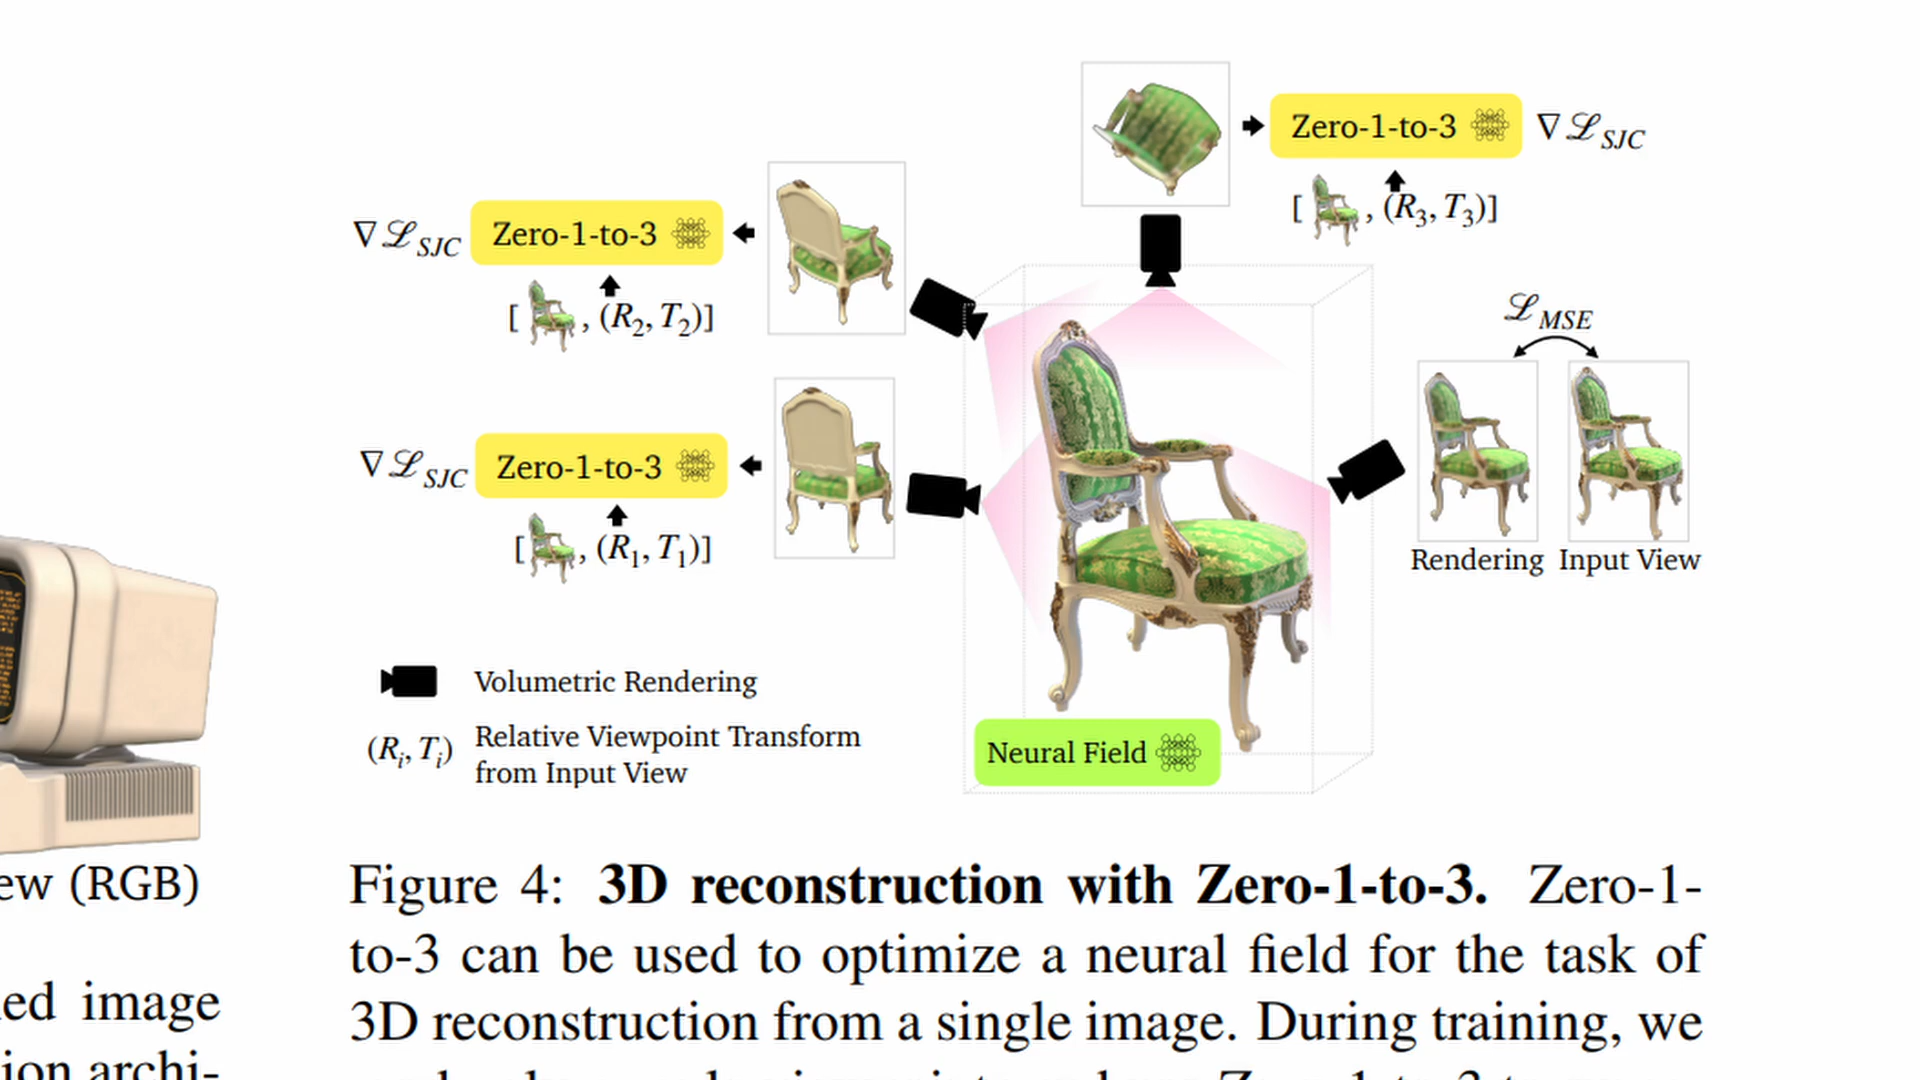 Zero-1-to-3 ∇ℒSJC
[ , (R3, T3)]
∇ℒSJC Zero-1-to-3
[ , (R2, T2)]
ℒMSE
∇ℒSJC Zero-1-to-3
[ , (R1, T1)]
Rendering Input View
Volumetric Rendering
(Ri, Ti) Relative Viewpoint Transform
from Input View
Neural Field
ew (RGB)
image
ion archi-
Figure 4: 3D reconstruction with Zero-1-to-3. Zero-1-
to-3 can be used to optimize a neural field for the task of
3D reconstruction from a single image. During training, we